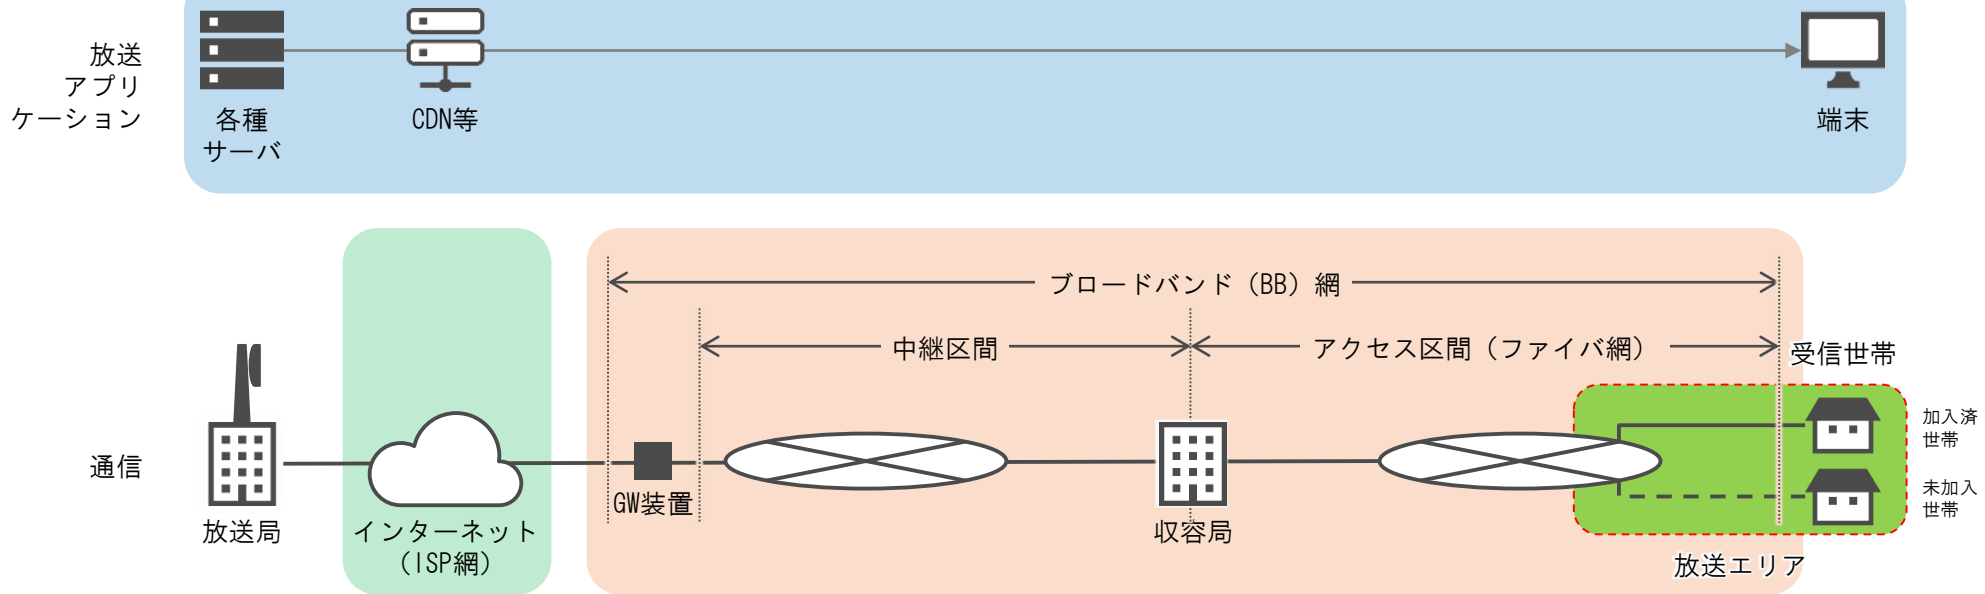 放送
アプリ
ケーション
各種
サーバ
CDN等
端末
ブロードバンド（BB）網
中継区間
アクセス区間（ファイバ網）
受信世帯
加入済
世帯
通信
GW装置
未加入
世帯
放送局
インターネット
（ISP網）
収容局
放送エリア